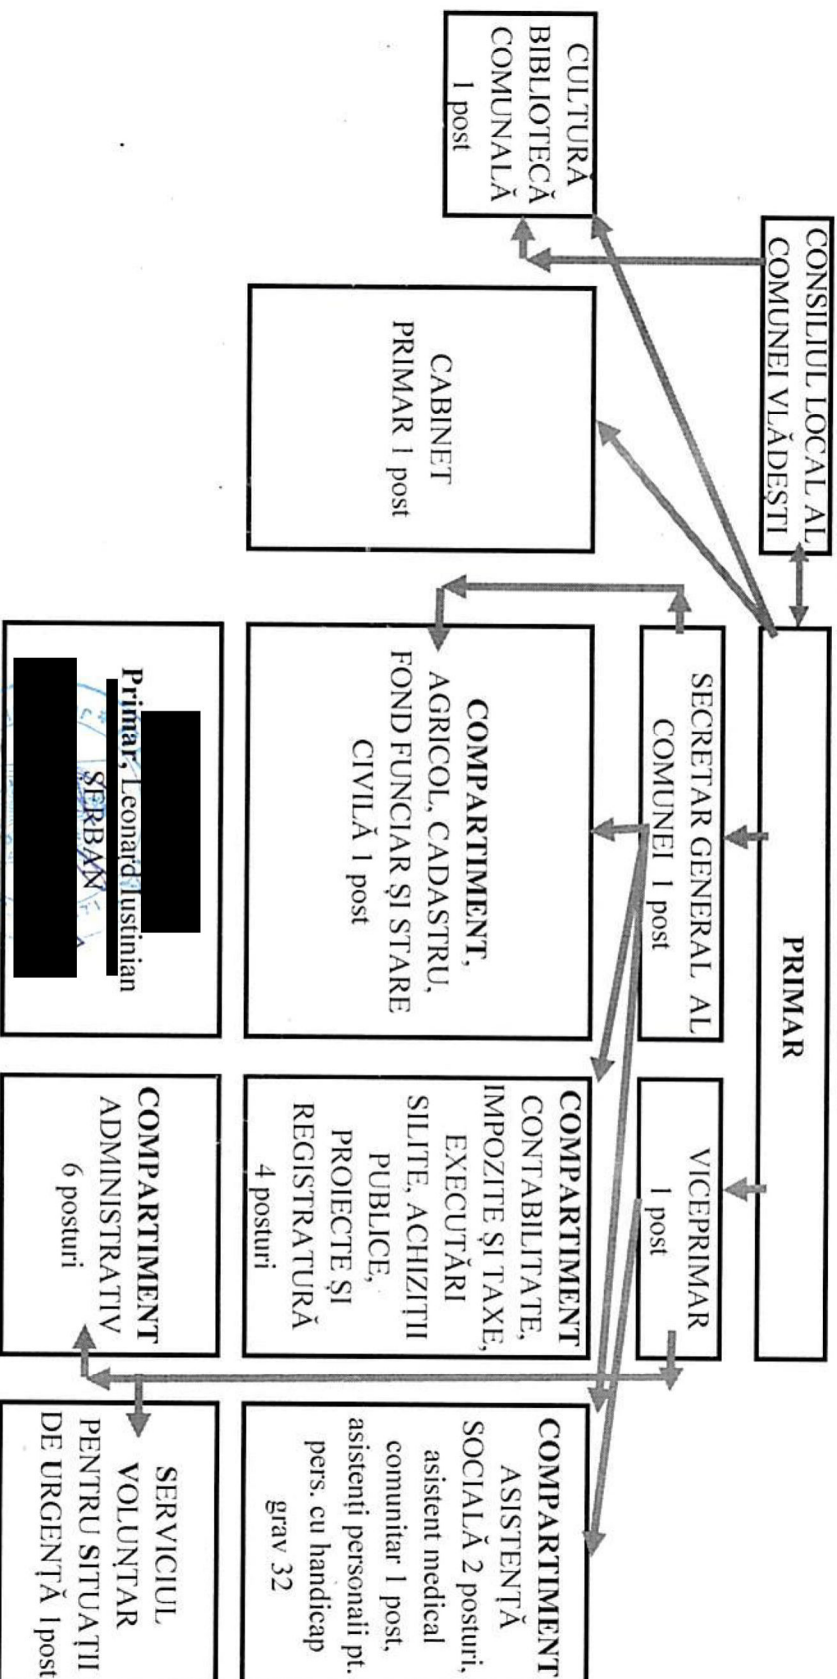 CONSILIUL LOCAL AL
COMUNEI VLĂDEȘTI
PRIMAR
SECRETAR GENERAL AL
COMUNEI 1 post
VICEPRIMAR
1 post
CULTURĂ
BIBLIOTECĂ
COMUNALĂ
1 post
CABINET
PRIMAR 1 post
COMPARTIMENT,
AGRICOL, CADASTRU,
FOND FUNCIAR ȘI STARE
CIVILĂ 1 post
COMPARTIMENT
CONTABILITATE,
IMPOZITE ȘI TAXE,
EXECUTĂRI
SILITE, ACHIZIȚII
PUBLICE,
PROIECTE ȘI
REGISTRATURĂ
4 posturi
COMPARTIMENT
ASISTENȚĂ
SOCIALĂ 2 posturi,
asistent medical
comunitar 1 post,
asistenți personali pt.
pers. cu handicap
grav 32
Primar, Leonard Iustinian
ȘERBAN
COMPARTIMENT
ADMINISTRATIV
6 posturi
SERVICIUL
VOLUNTAR
PENTRU SITUAȚII
DE URGENȚĂ 1post